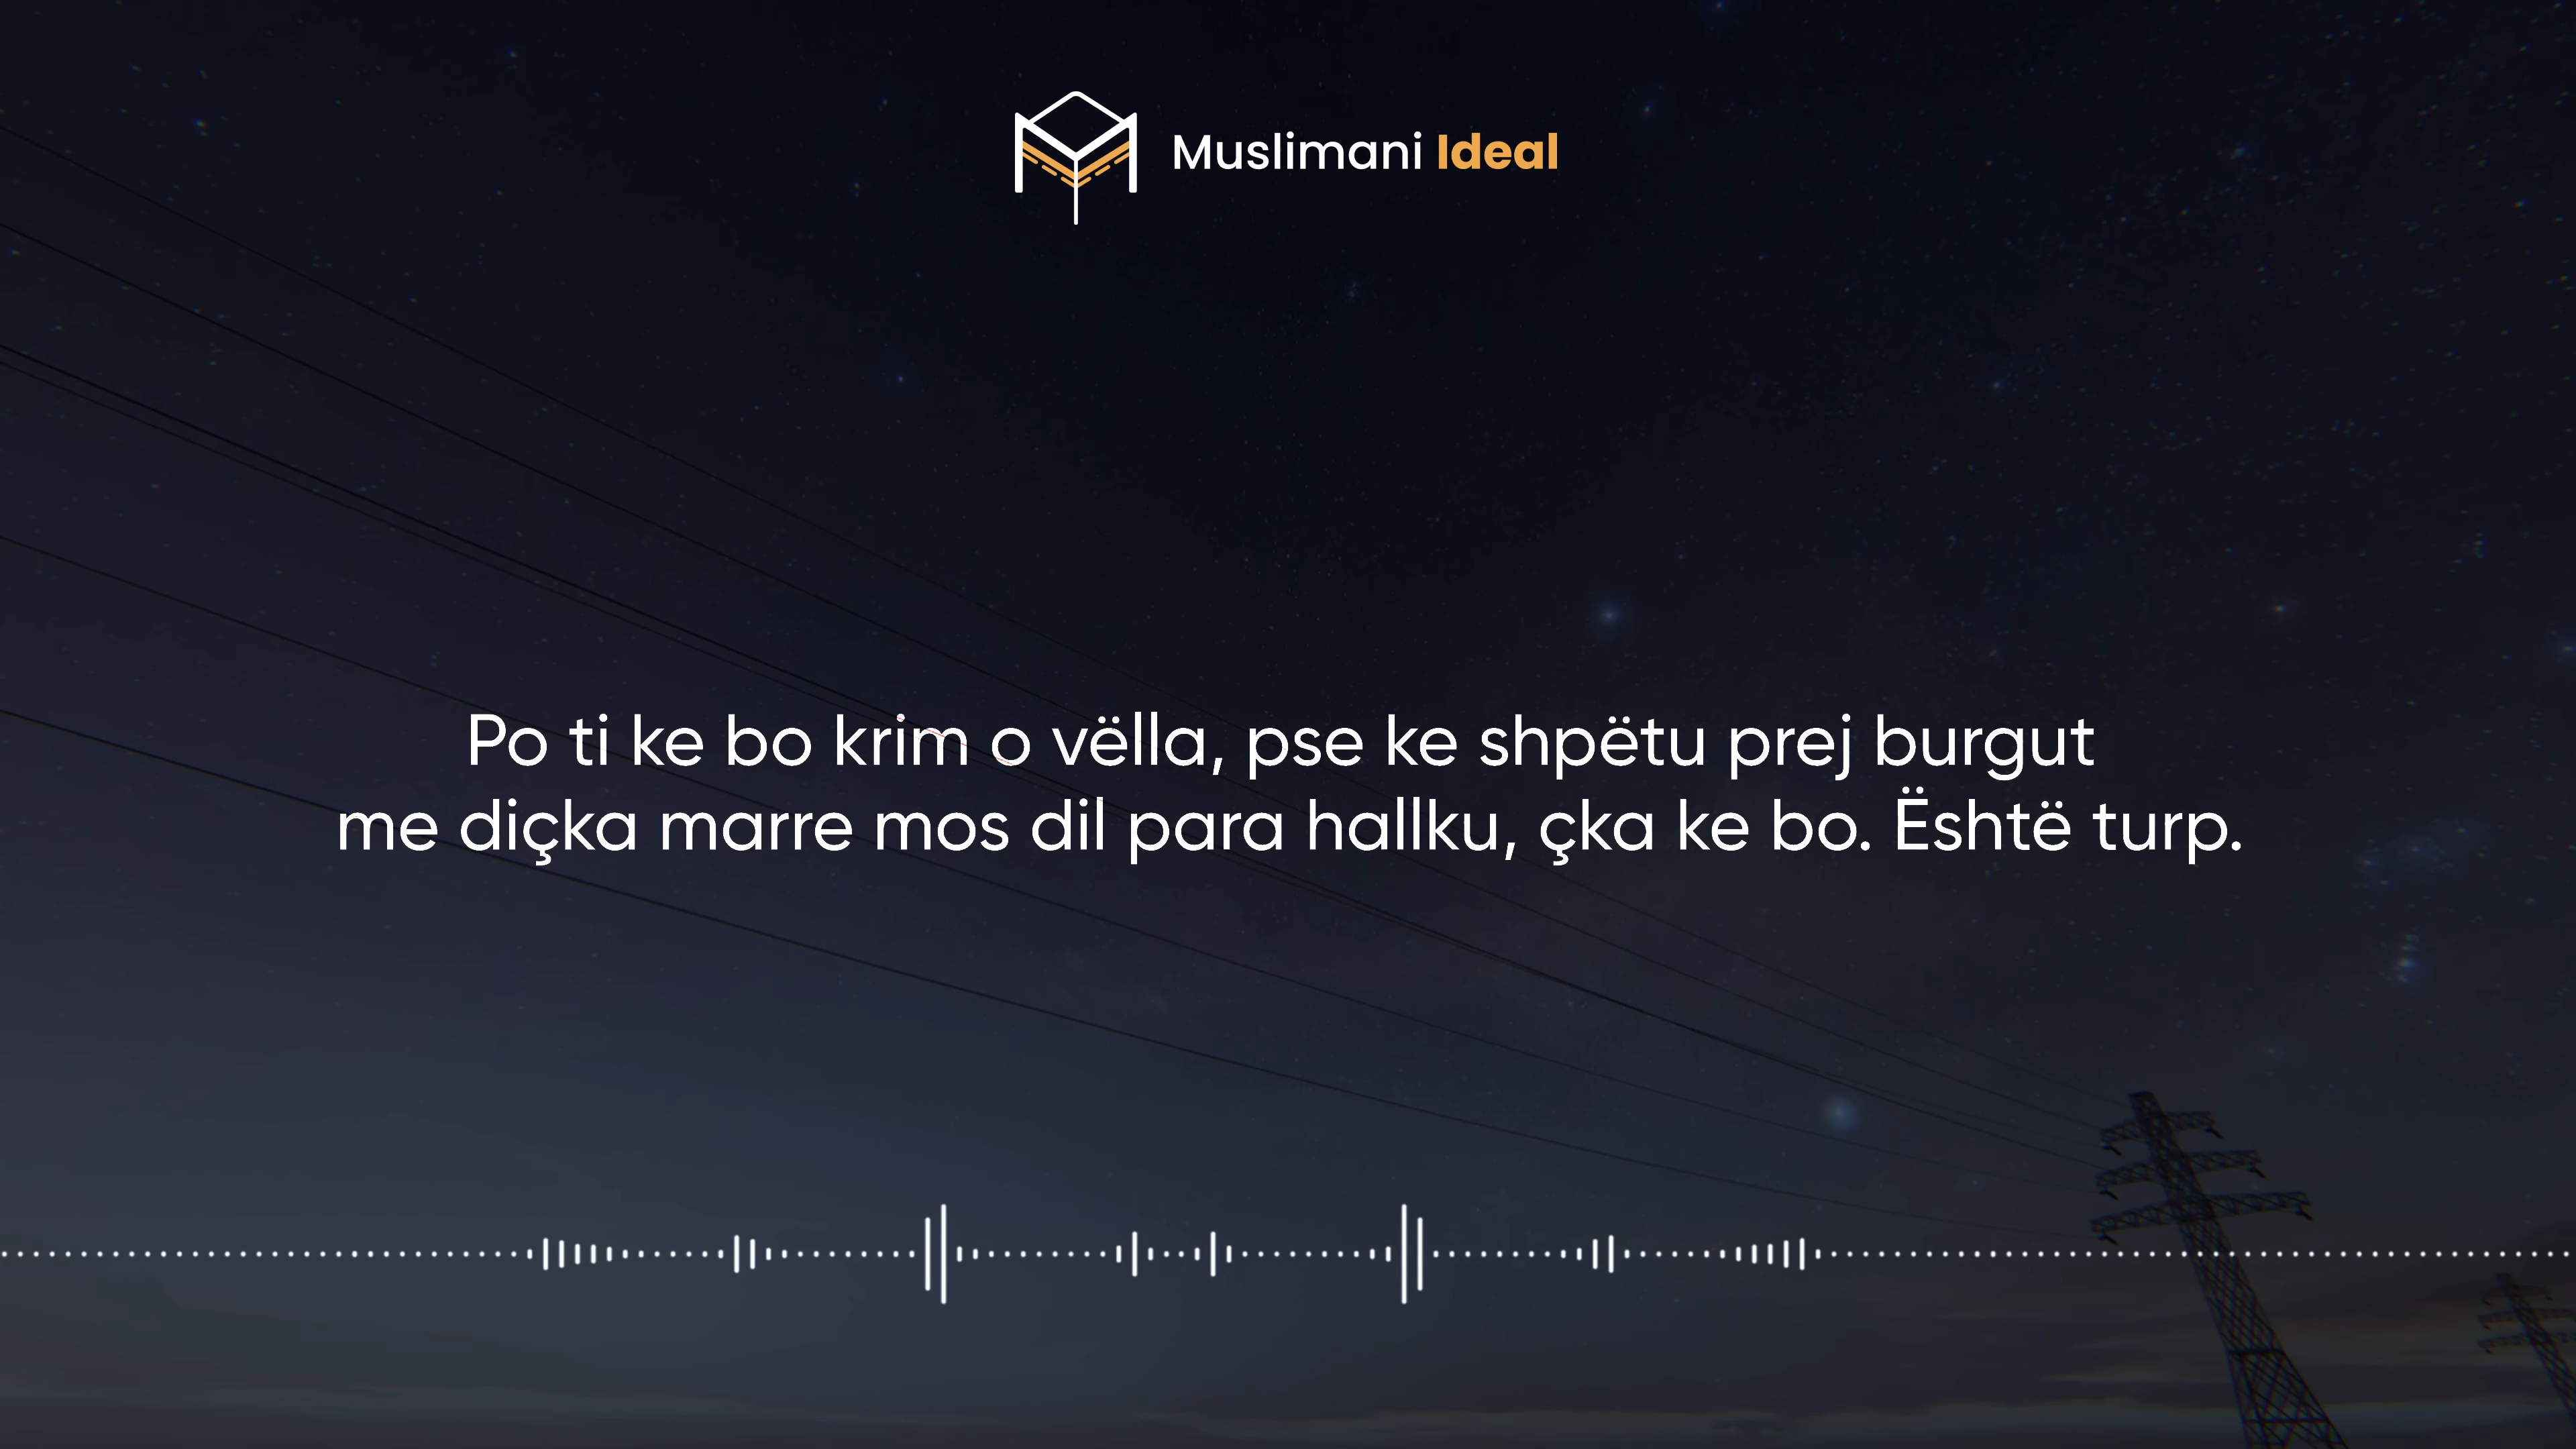 Muslimani Ideal
Po ti ke bo krim o vëlla, pse ke shpëtu prej burgut
me diçka marre mos dil para hallku, çka ke bo. Është turp.